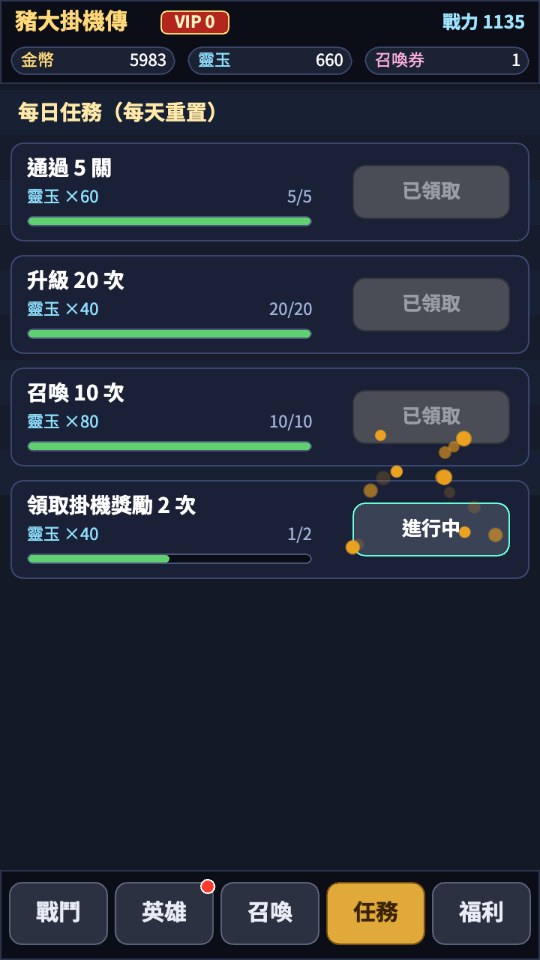 豬大掛機傳 VIP 0 戰力 1135
金幣 5983 靈玉 660 召喚券 1
每日任務（每天重置）
通過 5 關
靈玉 ×60 5/5
已領取
升級 20 次
靈玉 ×40 20/20
已領取
召喚 10 次
靈玉 ×80 10/10
已領取
領取掛機獎勵 2 次
靈玉 ×40 1/2
進行中
戰鬥 英雄 召喚 任務 福利